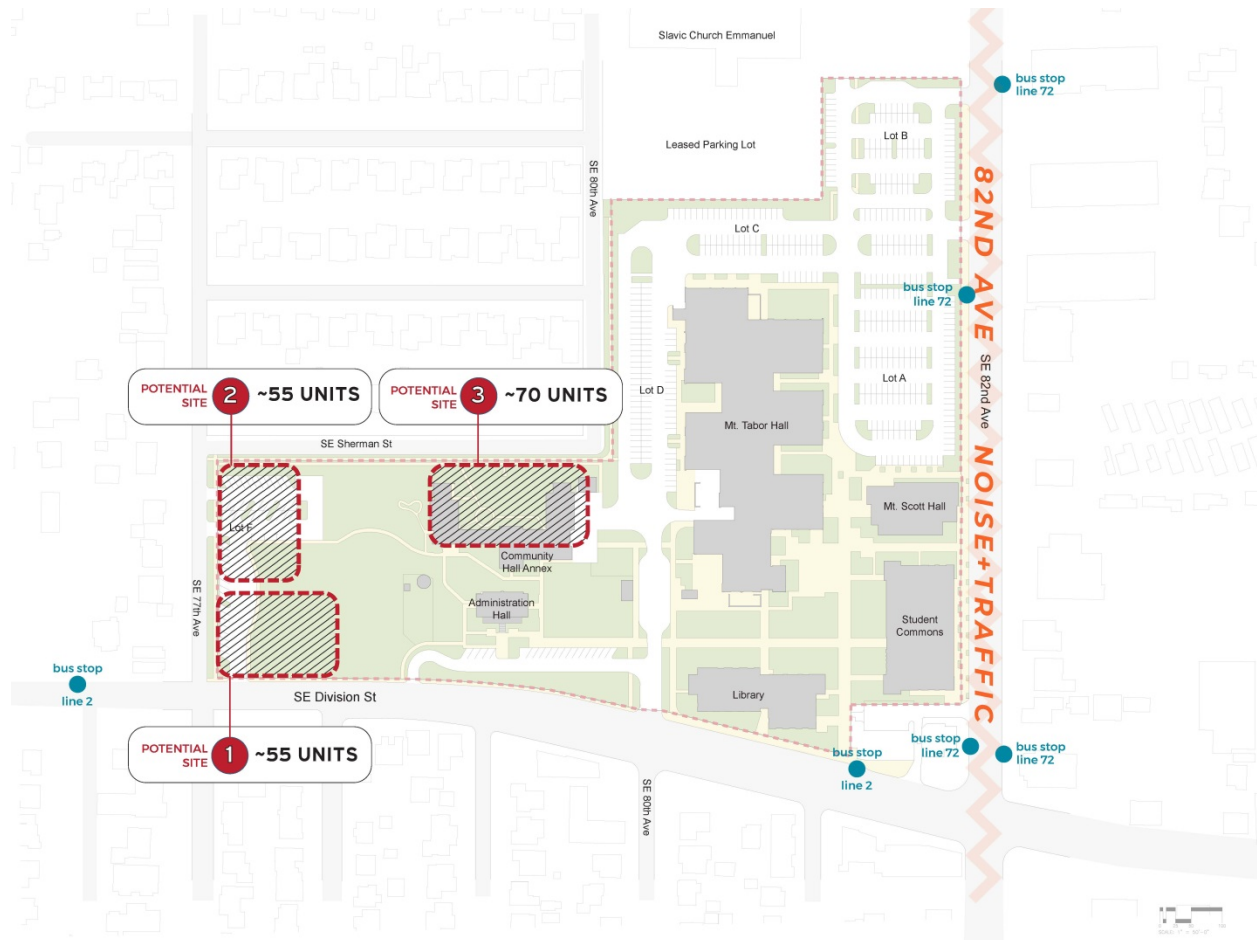 Slavic Church Emmanuel
bus stop
line 72
Lot B
Leased Parking Lot
SE 80th Ave
82ND AVE NOISE+TRAFFIC
Lot C
bus stop
line 72
SE 82nd Ave
Lot A
Lot D
Mt. Tabor Hall
POTENTIAL
SITE
2
~55 UNITS
POTENTIAL
SITE
3
~70 UNITS
SE Sherman St
Mt. Scott Hall
Lot F
Community
Hall Annex
SE 77th Ave
Administration
Hall
Student
Commons
bus stop
line 2
SE Division St
Library
POTENTIAL
SITE
1
~55 UNITS
bus stop
line 72
bus stop
line 72
bus stop
line 2
SE 80th Ave